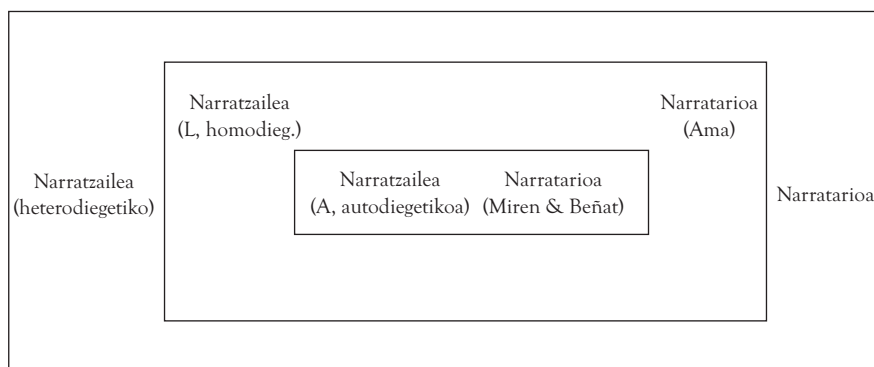 Narratzailea
(L, homodieg.)
Narratarioa
(Ama)
Narratzailea
(heterodiegetiko)
Narratzailea
(A, autodiegetikoa)
Narratarioa
(Miren & Beñat)
Narratarioa